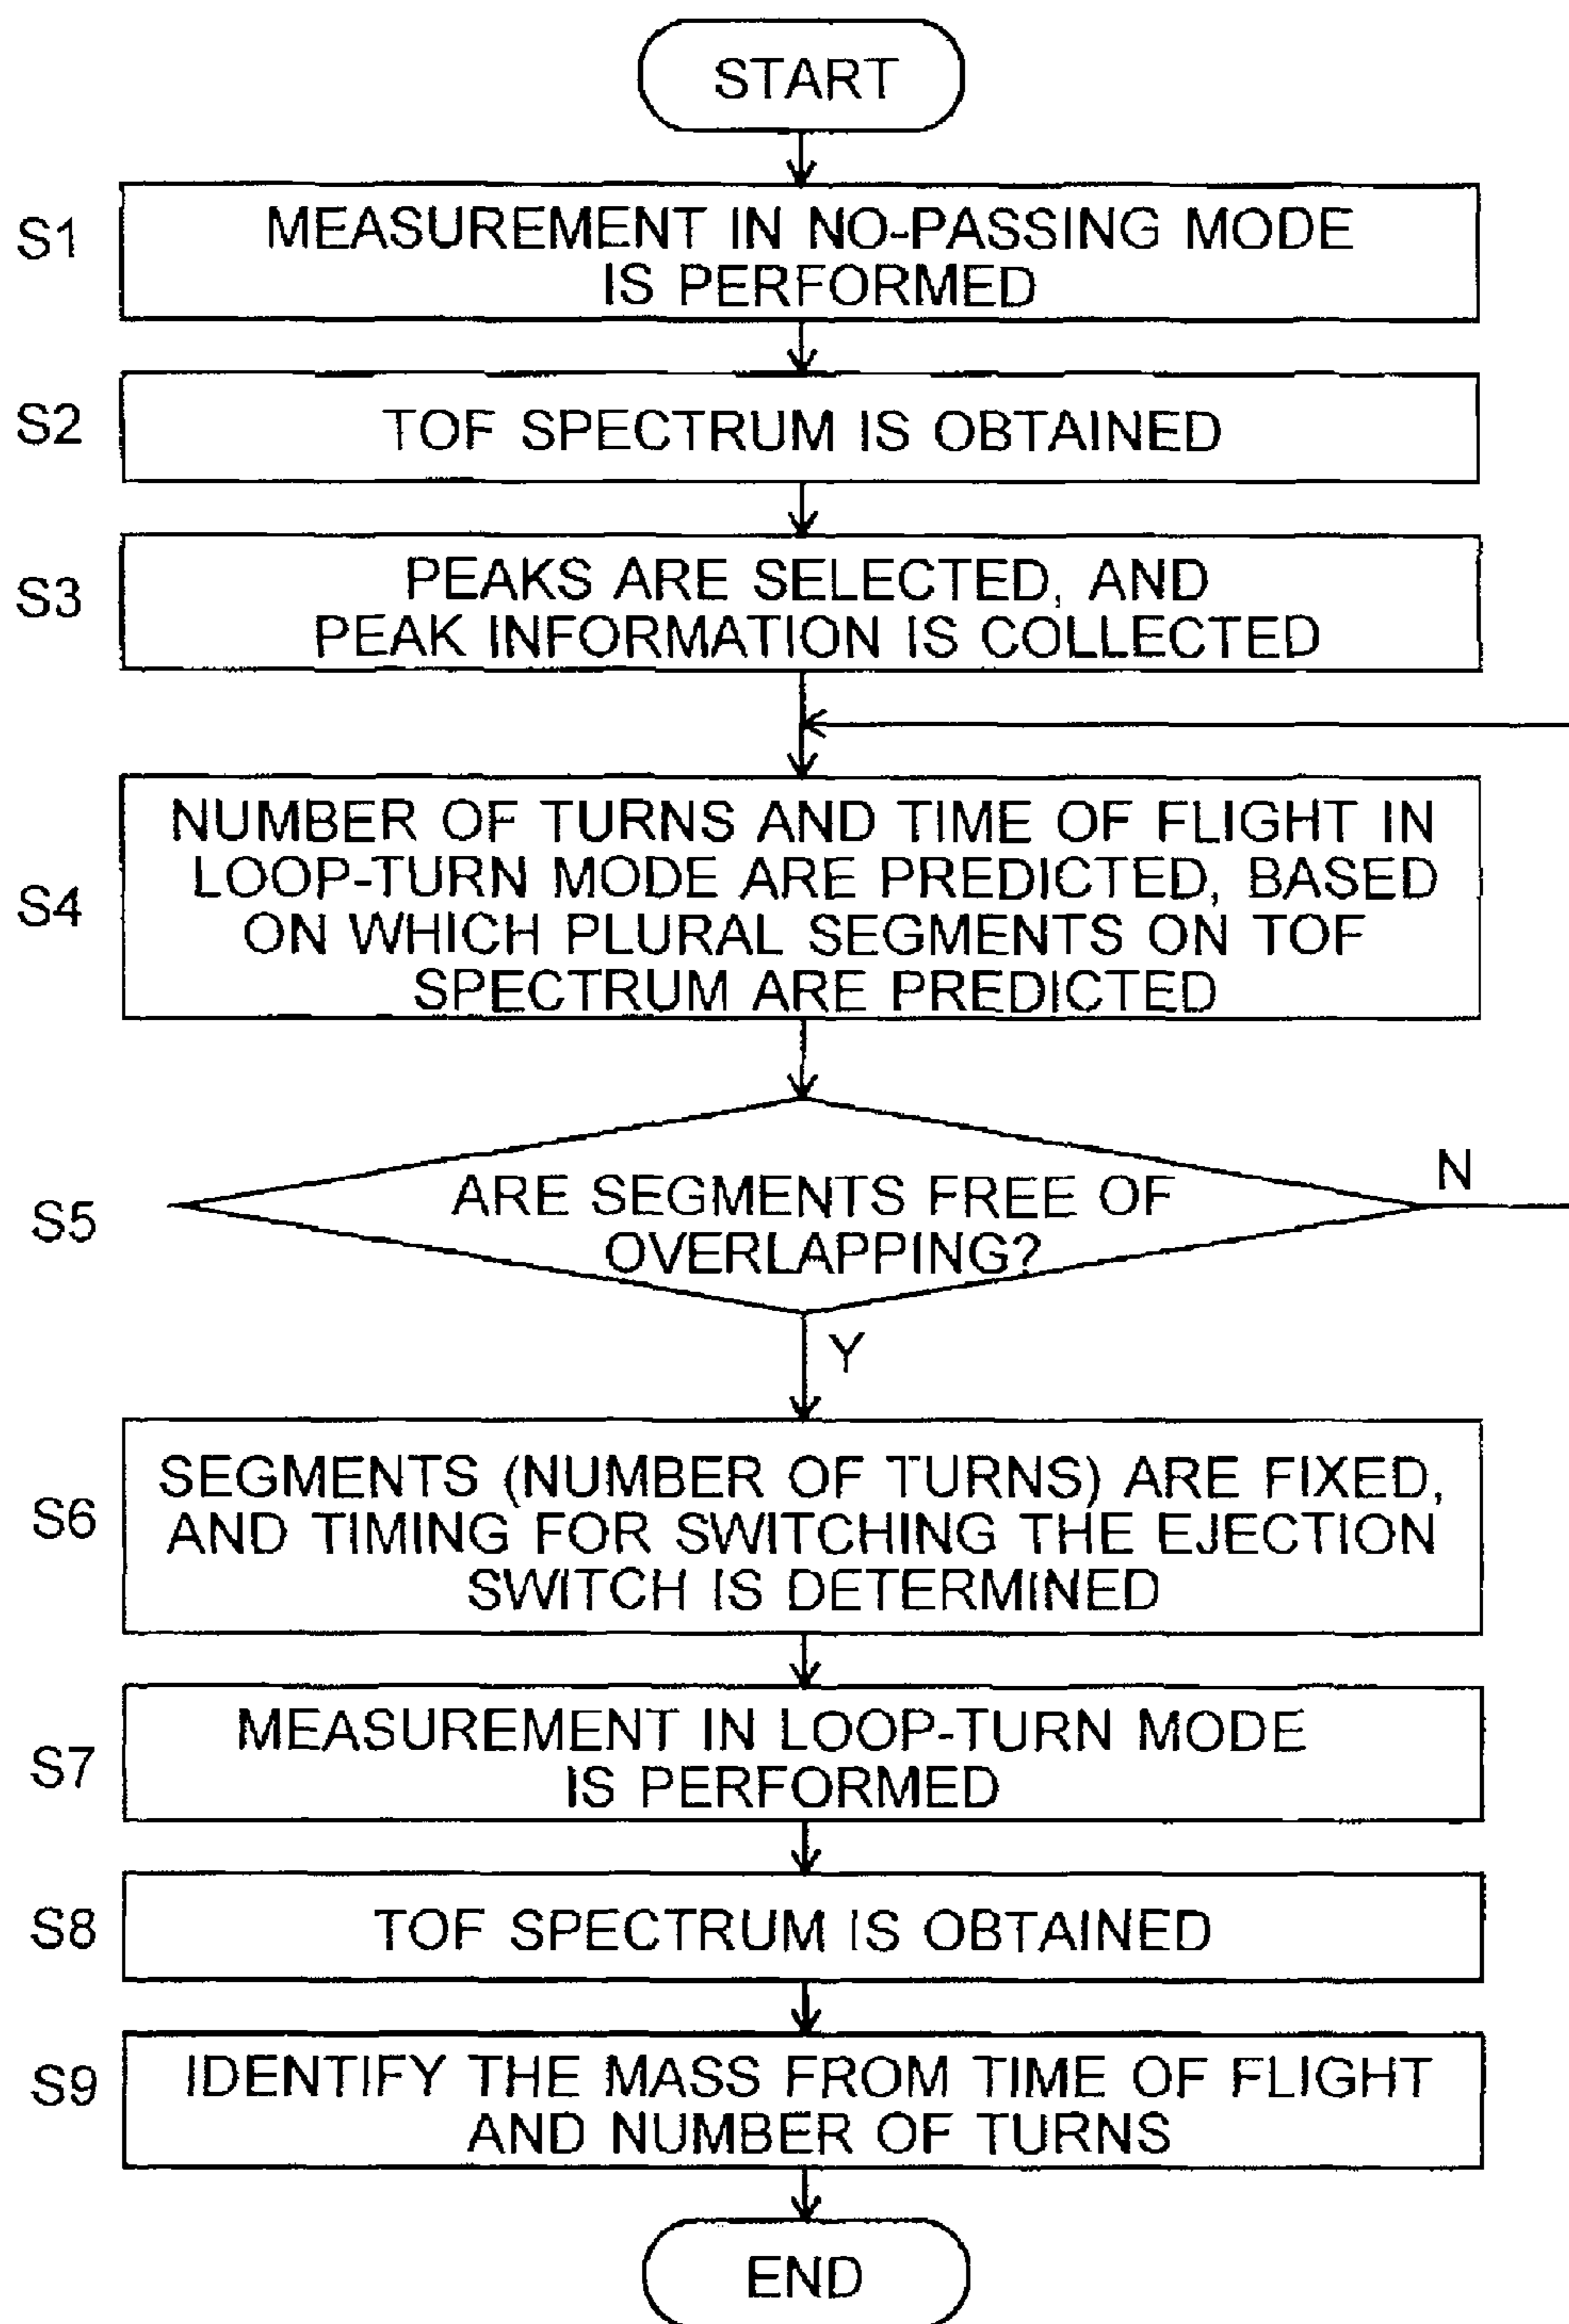 START
S1
MEASUREMENT IN NO-PASSING MODE
IS PERFORMED
S2
TOF SPECTRUM IS OBTAINED
S3
PEAKS ARE SELECTED, AND
PEAK INFORMATION IS COLLECTED
S4
NUMBER OF TURNS AND TIME OF FLIGHT IN
LOOP-TURN MODE ARE PREDICTED, BASED
ON WHICH PLURAL SEGMENTS ON TOF
SPECTRUM ARE PREDICTED
S5
ARE SEGMENTS FREE OF
OVERLAPPING?
N
Y
S6
SEGMENTS (NUMBER OF TURNS) ARE FIXED,
AND TIMING FOR SWITCHING THE EJECTION
SWITCH IS DETERMINED
S7
MEASUREMENT IN LOOP-TURN MODE
IS PERFORMED
S8
TOF SPECTRUM IS OBTAINED
S9
IDENTIFY THE MASS FROM TIME OF FLIGHT
AND NUMBER OF TURNS
END